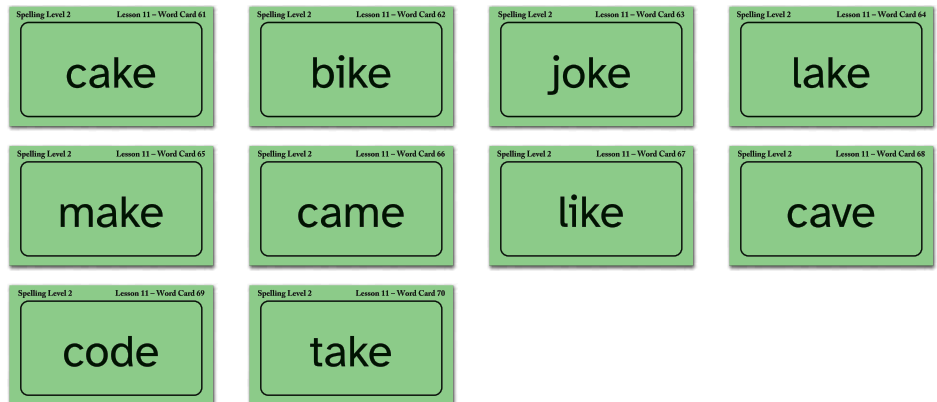 Spelling Level 2 Lesson 11 – Word Card 61
cake
Spelling Level 2 Lesson 11 – Word Card 62
bike
Spelling Level 2 Lesson 11 – Word Card 63
joke
Spelling Level 2 Lesson 11 – Word Card 64
lake
Spelling Level 2 Lesson 11 – Word Card 65
make
Spelling Level 2 Lesson 11 – Word Card 66
came
Spelling Level 2 Lesson 11 – Word Card 67
like
Spelling Level 2 Lesson 11 – Word Card 68
cave
Spelling Level 2 Lesson 11 – Word Card 69
code
Spelling Level 2 Lesson 11 – Word Card 70
take